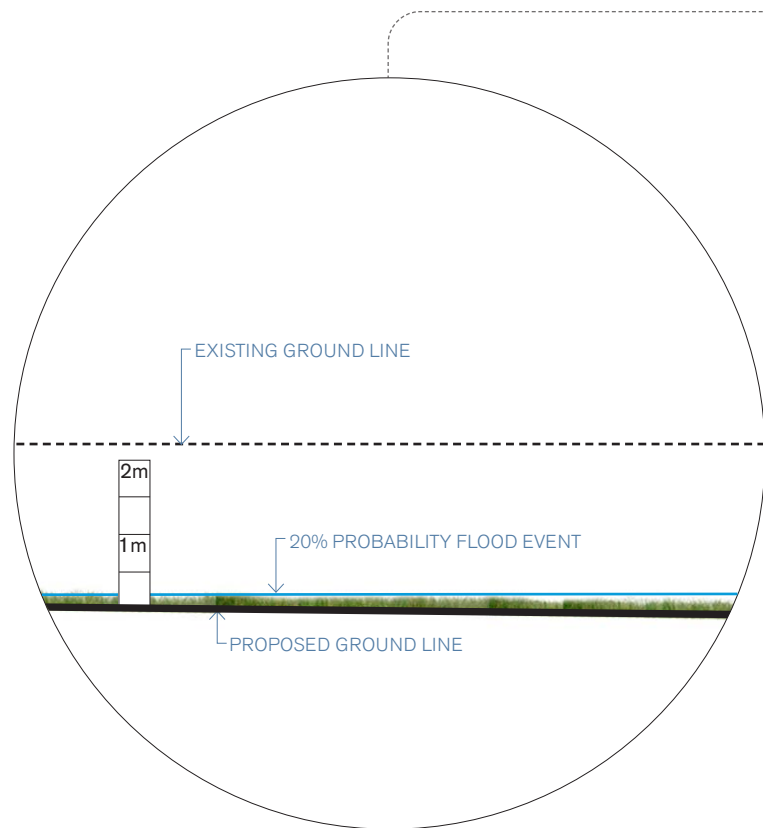 EXISTING GROUND LINE
2m
1m
20% PROBABILITY FLOOD EVENT
PROPOSED GROUND LINE